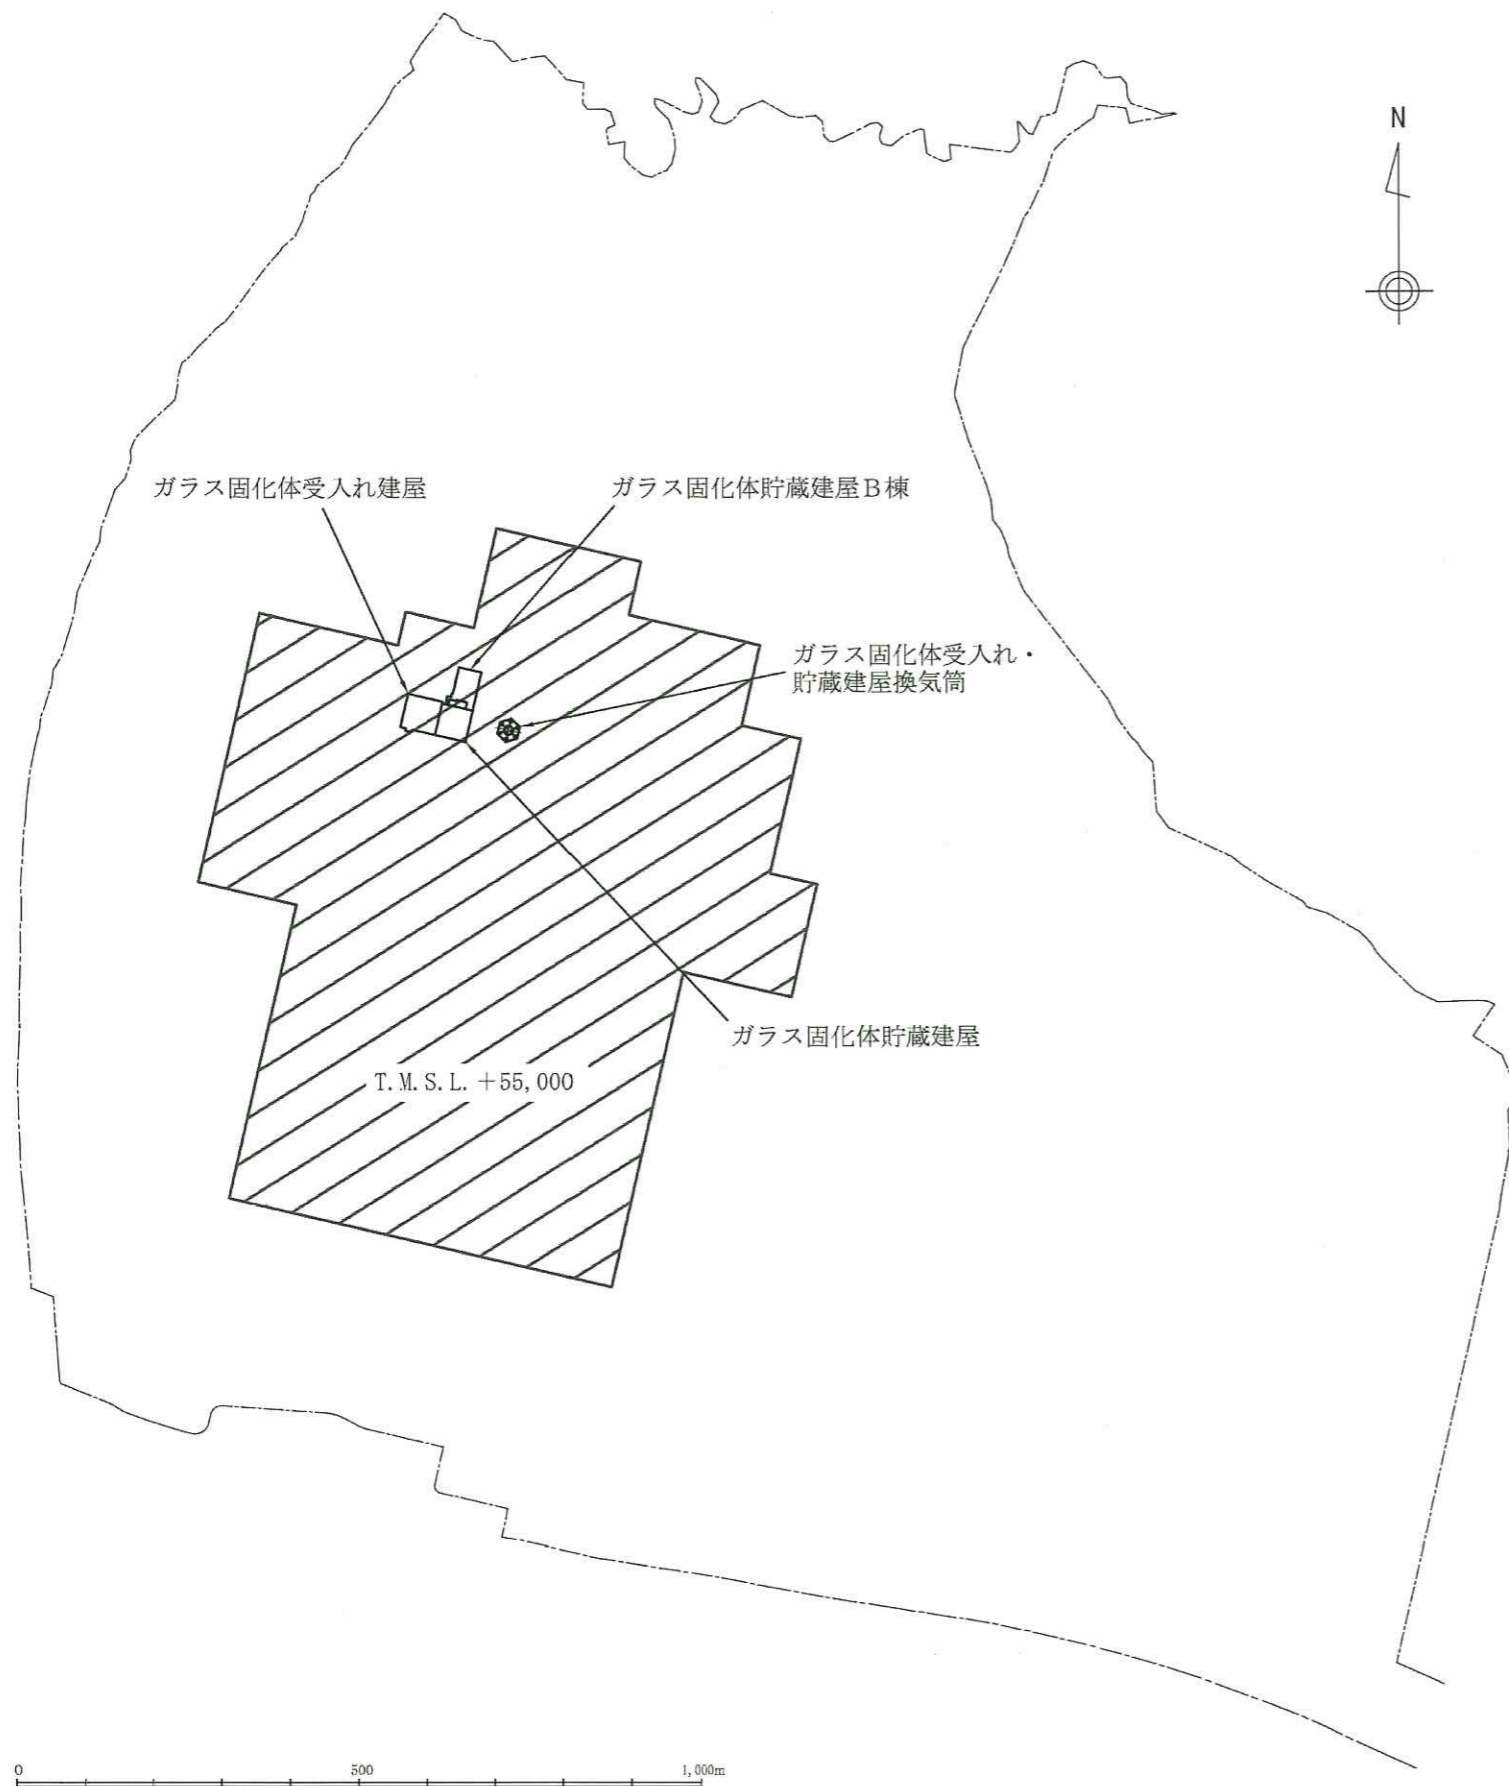 N
ガラス固化体受入れ建屋
ガラス固化体貯蔵建屋B棟
ガラス固化体受入れ・
貯蔵建屋換気筒
ガラス固化体貯蔵建屋
T.M.S.L. +55,000
0 500 1,000m